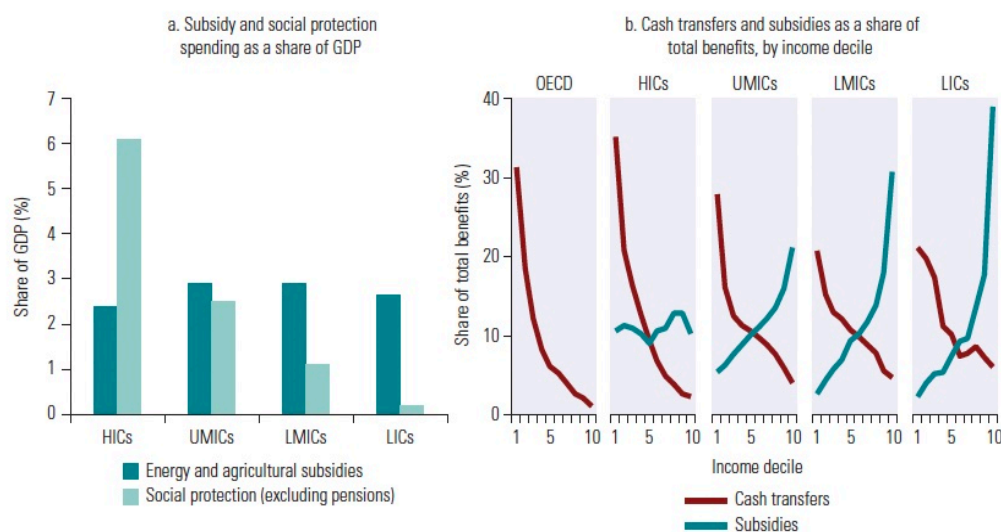 a. Subsidy and social protection
spending as a share of GDP
Share of GDP (%)
7
6
5
4
3
2
1
0
HICs UMICs LMICs LICs
Energy and agricultural subsidies
Social protection (excluding pensions)
b. Cash transfers and subsidies as a share of
total benefits, by income decile
OECD HICs UMICs LMICs LICs
Share of total benefits (%)
40
30
20
10
0
1 5 10 1 5 10 1 5 10 1 5 10 1 5 10
Income decile
Cash transfers
Subsidies